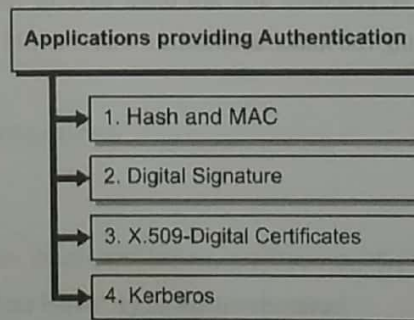 Applications providing Authentication
1. Hash and MAC
2. Digital Signature
3. X.509-Digital Certificates
4. Kerberos